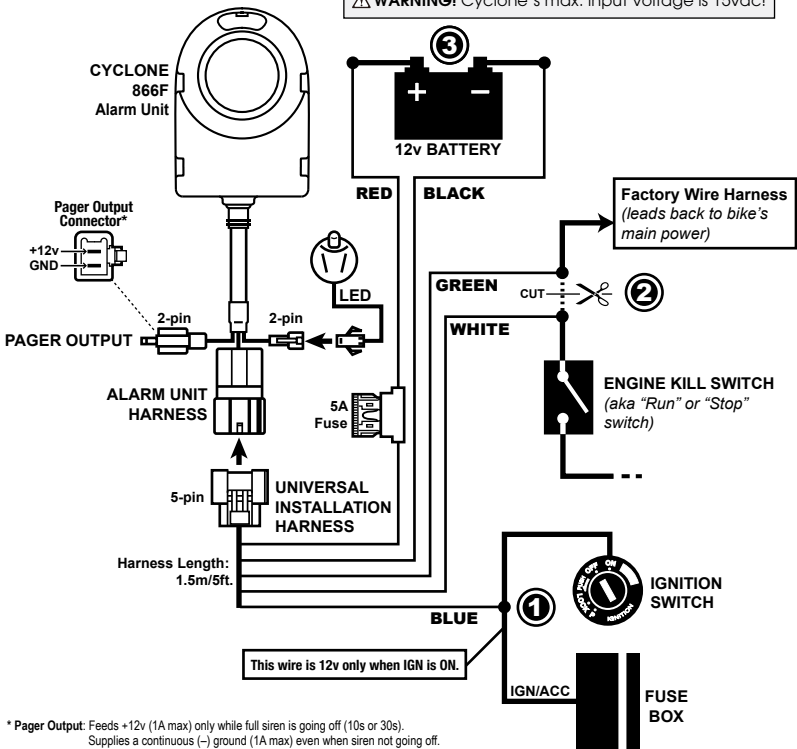 ⚠ WARNING! Cyclone's max. input voltage is 15vdc!
CYCLONE
866F
Alarm Unit
3
+ −
12v BATTERY
RED
BLACK
Factory Wire Harness
(leads back to bike's
main power)
Pager Output
Connector*
+12v
GND
LED
GREEN
CUT
2
2-pin
2-pin
PAGER OUTPUT
WHITE
ALARM UNIT
HARNESS
5A
Fuse
ENGINE KILL SWITCH
(aka “Run” or “Stop”
switch)
5-pin
UNIVERSAL
INSTALLATION
HARNESS
Harness Length:
1.5m/5ft.
BLUE
1
ON
OFF
PUSH
LOCK
P
IGNITION
IGNITION
SWITCH
This wire is 12v only when IGN is ON.
IGN/ACC
FUSE
BOX
* Pager Output: Feeds +12v (1A max) only while full siren is going off (10s or 30s).
Supplies a continuous (–) ground (1A max) even when siren not going off.